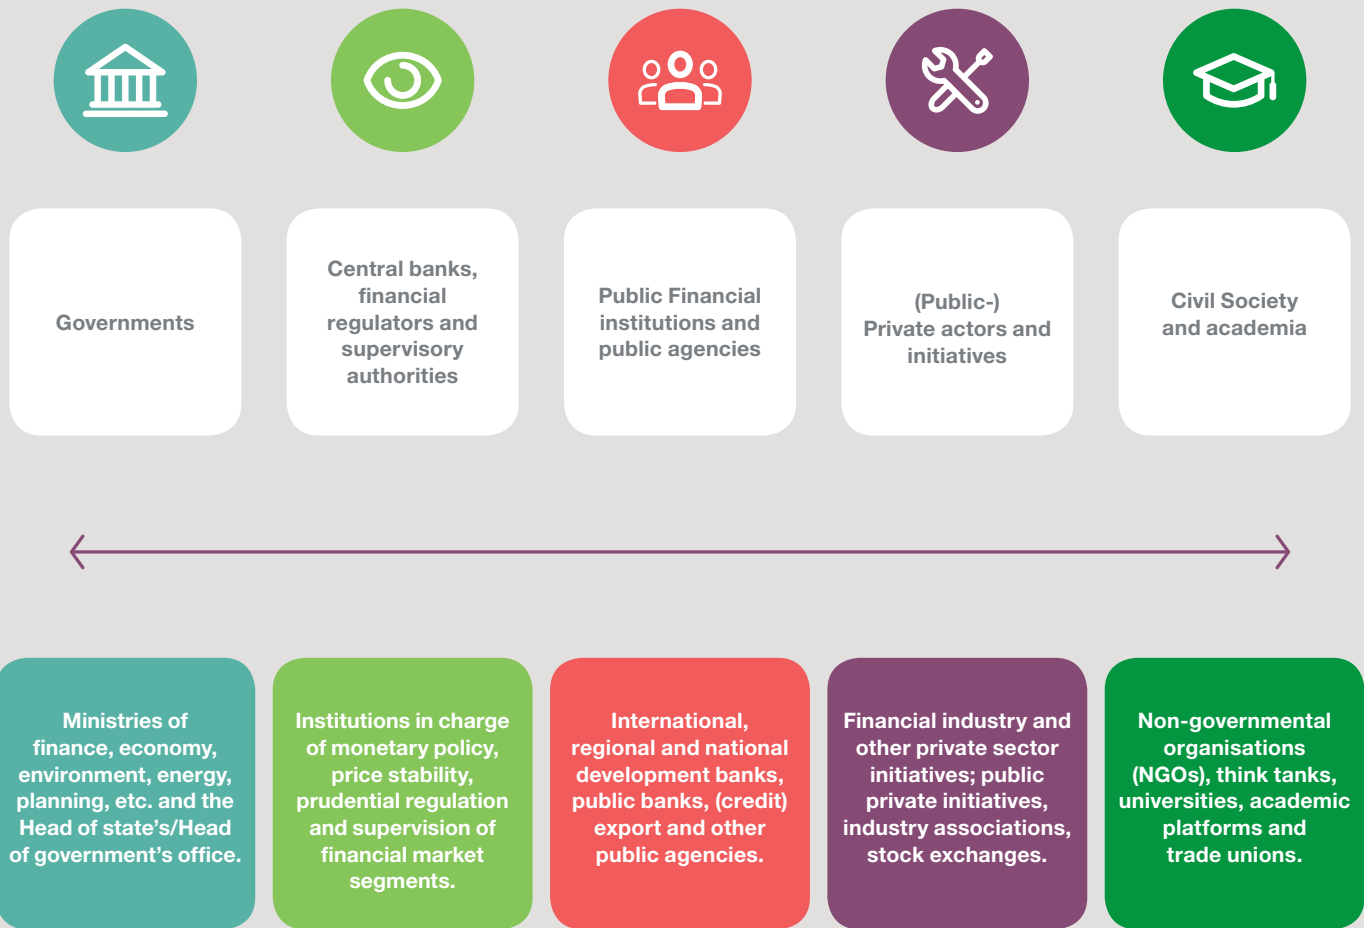 Governments
Central banks,
financial
regulators and
supervisory
authorities
Public Financial
institutions and
public agencies
(Public-)
Private actors and
initiatives
Civil Society
and academia
Ministries of
finance, economy,
environment, energy,
planning, etc. and the
Head of state’s/Head
of government’s office.
Institutions in charge
of monetary policy,
price stability,
prudential regulation
and supervision of
financial market
segments.
International,
regional and national
development banks,
public banks, (credit)
export and other
public agencies.
Financial industry and
other private sector
initiatives; public
private initiatives,
industry associations,
stock exchanges.
Non-governmental
organisations
(NGOs), think tanks,
universities, academic
platforms and
trade unions.